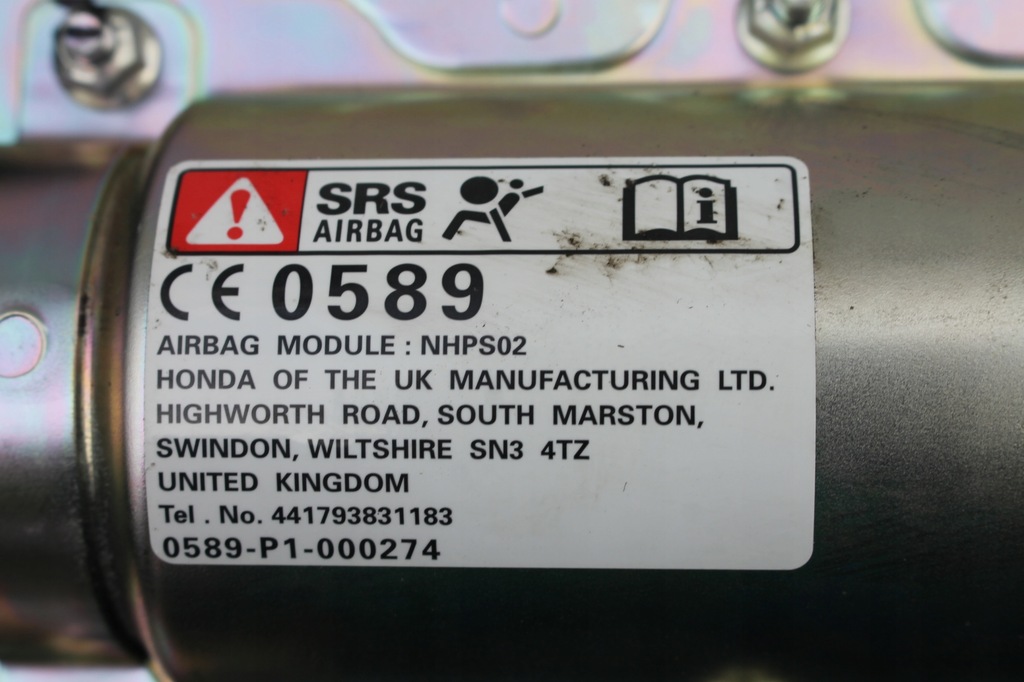 SRS
AIRBAG
i
CE 0589
AIRBAG MODULE : NHPS02
HONDA OF THE UK MANUFACTURING LTD.
HIGHWORTH ROAD, SOUTH MARSTON,
SWINDON, WILTSHIRE SN3 4TZ
UNITED KINGDOM
Tel . No. 441793831183
0589-P1-000274